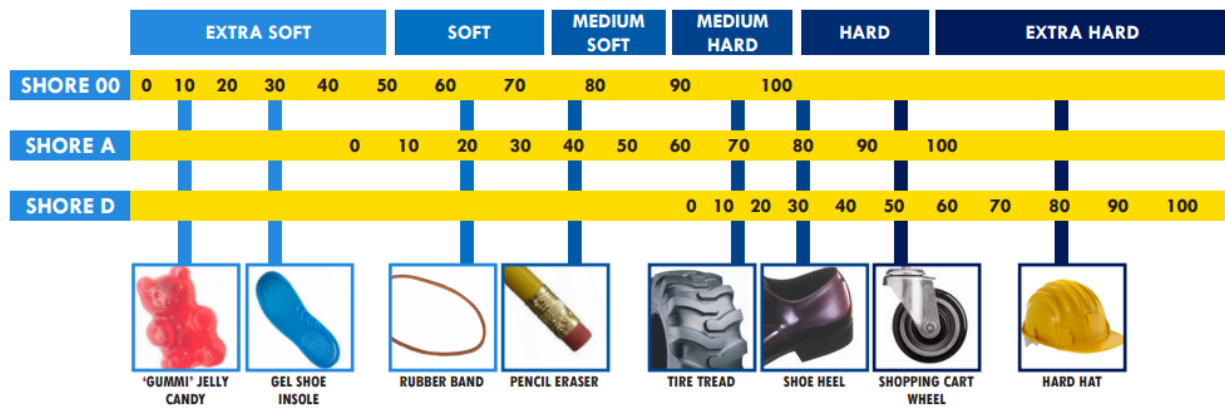 EXTRA SOFT
SOFT
MEDIUM
SOFT
MEDIUM
HARD
HARD
EXTRA HARD
SHORE 00 0 10 20 30 40 50 60 70 80 90 100
SHORE A 0 10 20 30 40 50 60 70 80 90 100
SHORE D 0 10 20 30 40 50 60 70 80 90 100
‘GUMMI’ JELLY
CANDY
GEL SHOE
INSOLE
RUBBER BAND
PENCIL ERASER
TIRE TREAD
SHOE HEEL
SHOPPING CART
WHEEL
HARD HAT